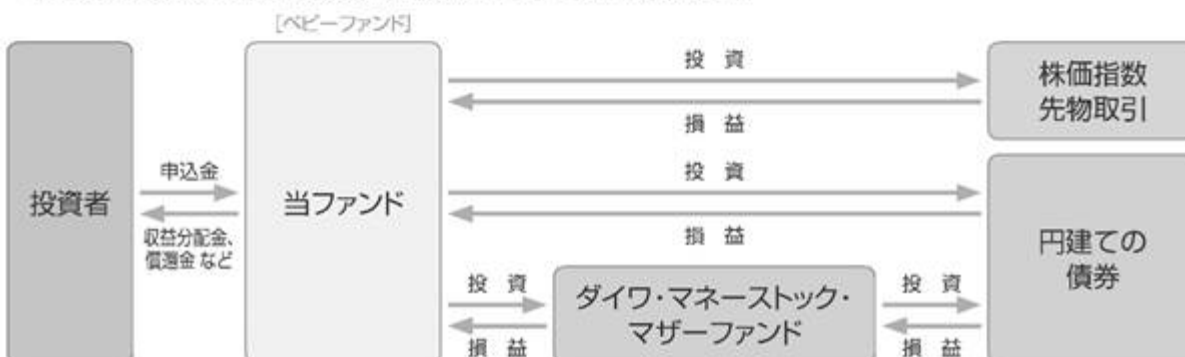 [ベビーファンド]
投資者
申込金
収益分配金、
償還金 など
当ファンド
投 資
損 益
株価指数
先物取引
投 資
損 益
円建ての
債券
投 資
損 益
ダイワ・マネーストック・
マザーファンド
投 資
損 益